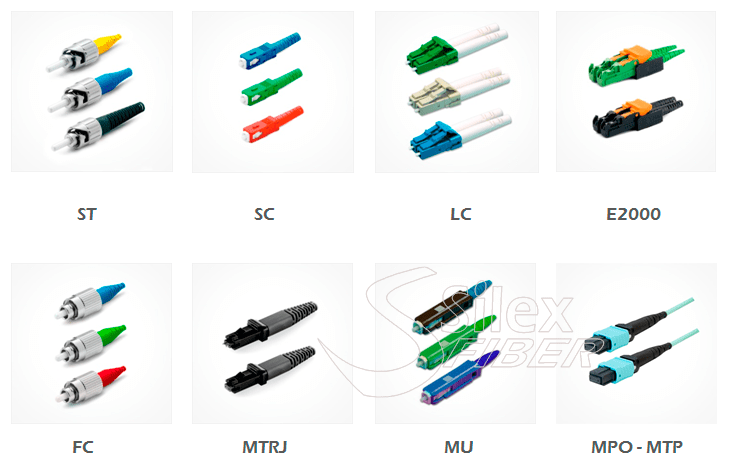 ST
SC
LC
E2000
Silex
FIBER
FC
MTRJ
MU
MPO - MTP